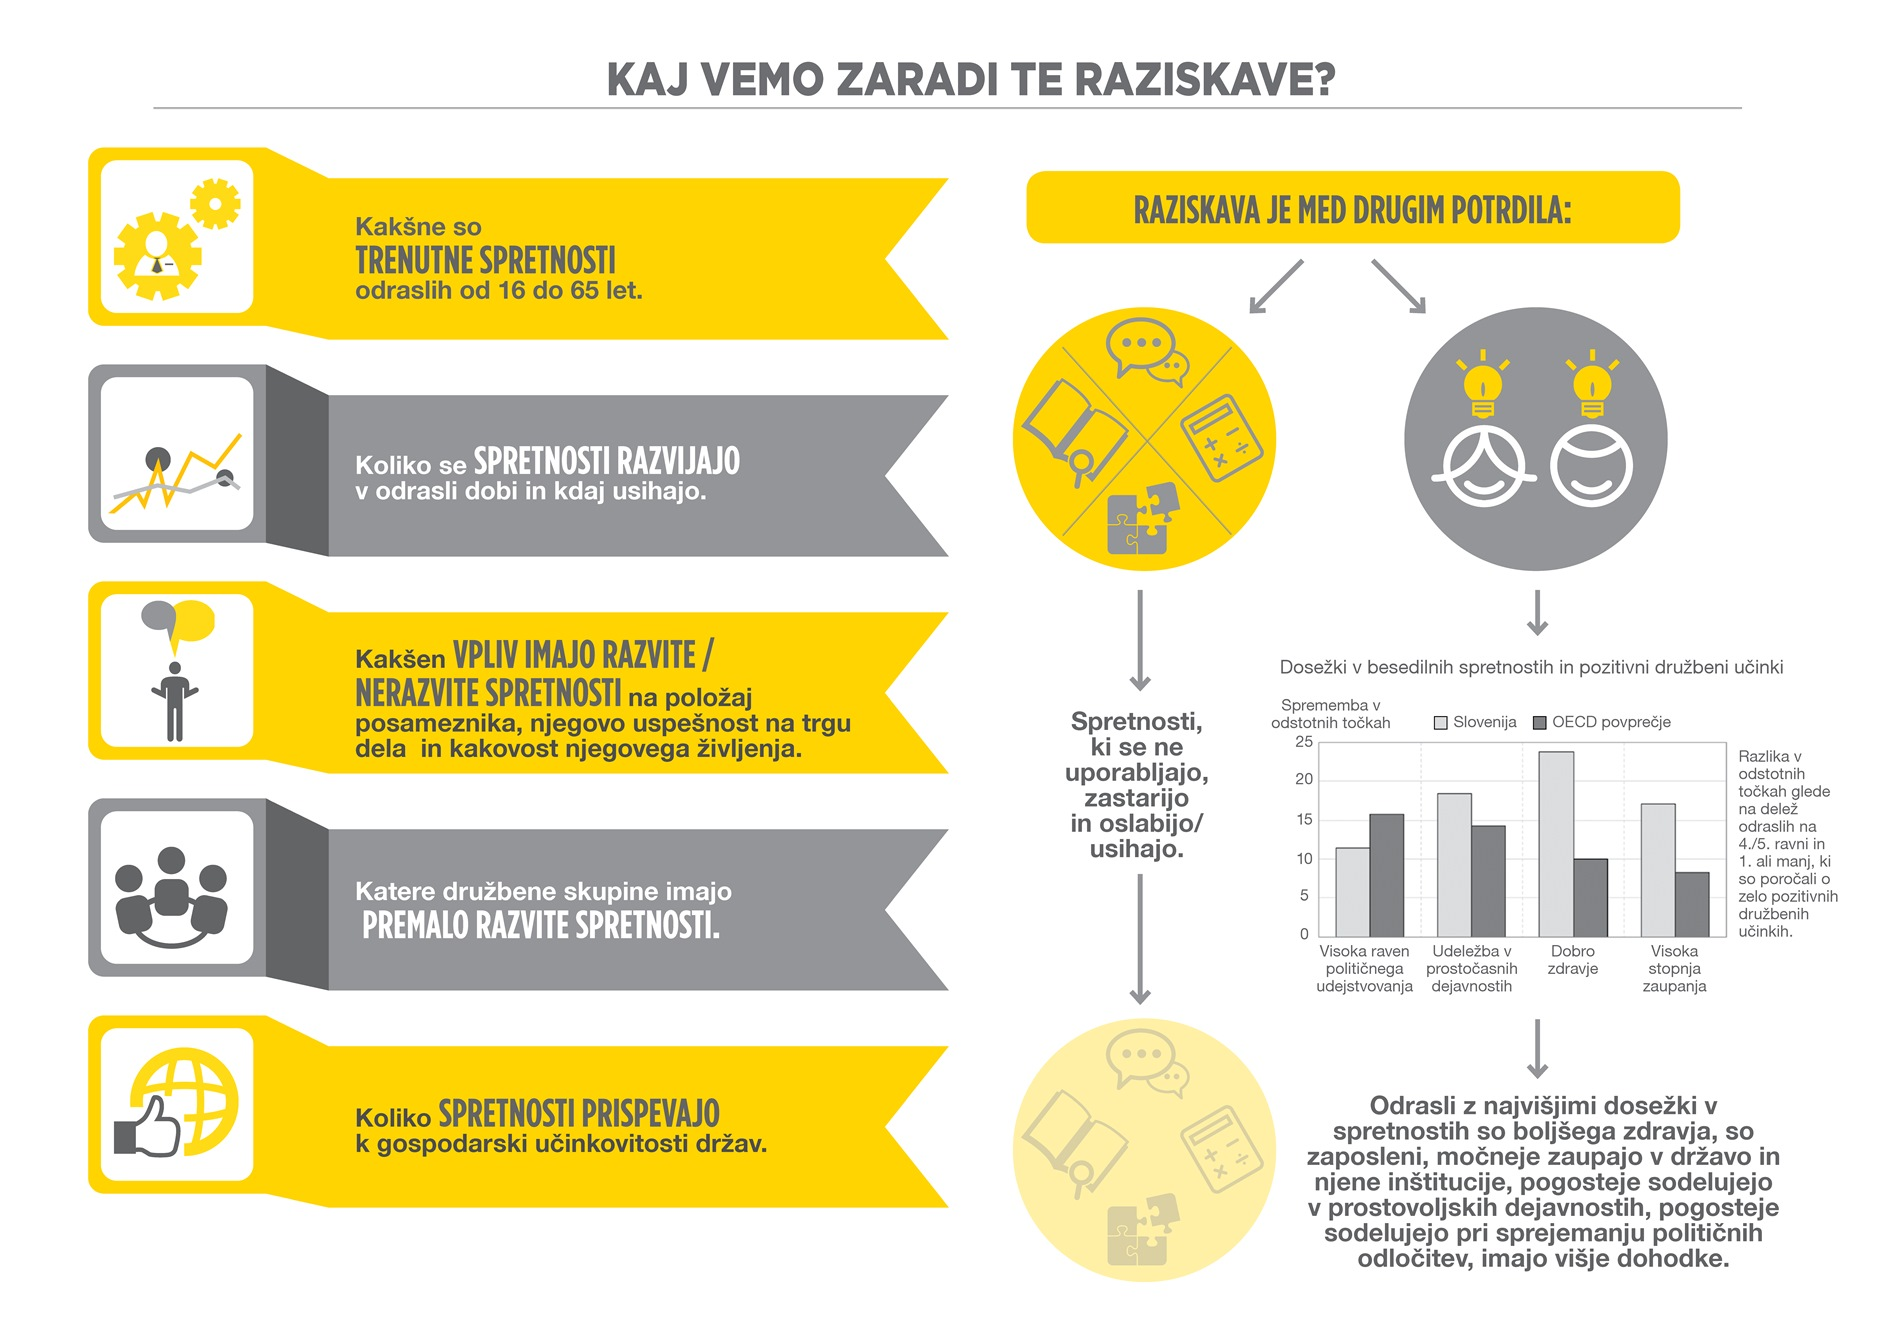 KAJ VEMO ZARADI TE RAZISKAVE?
Kakšne so
TRENUTNE SPRETNOSTI
odraslih od 16 do 65 let.
Koliko se SPRETNOSTI RAZVIJAJO
v odrasli dobi in kdaj usihajo.
Kakšen VPLIV IMAJO RAZVITE /
NERAZVITE SPRETNOSTI na položaj
posameznika, njegovo uspešnost na trgu
dela in kakovost njegovega življenja.
Katere družbene skupine imajo
PREMALO RAZVITE SPRETNOSTI.
Koliko SPRETNOSTI PRISPEVAJO
k gospodarski učinkovitosti držav.
RAZISKAVA JE MED DRUGIM POTRDILA:
Spretnosti,
ki se ne
uporabljajo,
zastarijo
in oslabijo/
usihajo.
Dosežki v besedilnih spretnostih in pozitivni družbeni učinki
Sprememba v
odstotnih točkah
Slovenija
OECD povprečje
25
20
15
10
5
0
Visoka raven
političnega
udejstvovanja
Udeležba v
prostočasnih
dejavnostih
Dobro
zdravje
Visoka
stopnja
zaupanja
Razlika v
odstotnih
točkah glede
na delež
odraslih na
4./5. ravni in
1. ali manj, ki
so poročali o
zelo pozitivnih
družbenih
učinkih.
Odrasli z najvišjimi dosežki v
spretnostih so boljšega zdravja, so
zaposleni, močneje zaupajo v državo in
njene inštitucije, pogosteje sodelujejo
v prostovoljskih dejavnostih, pogosteje
sodelujejo pri sprejemanju političnih
odločitev, imajo višje dohodke.